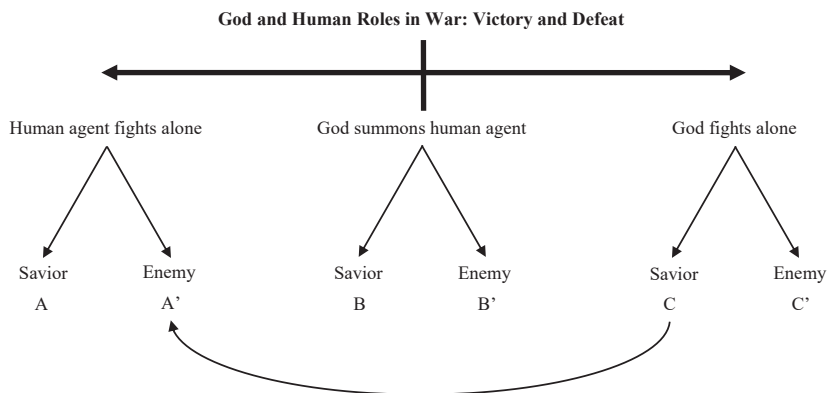 God and Human Roles in War: Victory and Defeat
Human agent fights alone God summons human agent God fights alone
Savior Enemy Savior Enemy Savior Enemy
A A’ B B’ C C’